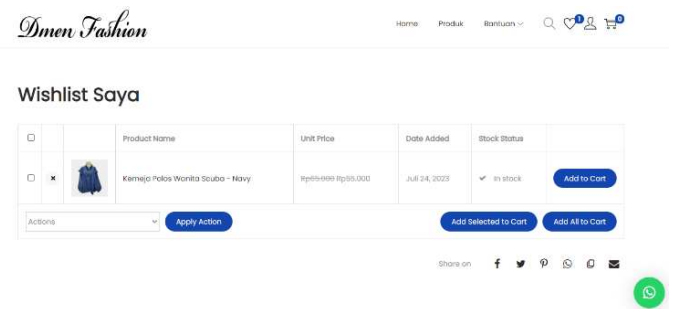 Dmen Fashion
Home Produk Bantuan 1 0
Wishlist Saya
Product Name Unit Price Date Added Stock Status
Kemeja Polos Wanita Scuba - Navy Rp65.000 Rp55.000 Juli 24, 2023 In stock Add to Cart
Actions Apply Action Add Selected to Cart Add All to Cart
Share on